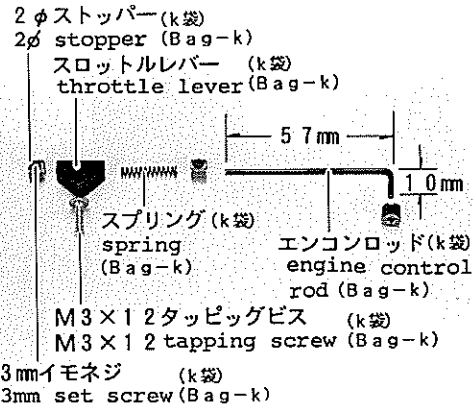 2φストッパー(k袋)
2φ stopper (Bag-k)
スロットルレバー (k袋)
throttle lever (Bag-k)
57mm
10mm
スプリング(k袋)
spring
(Bag-k)
エンコンロッド(k袋)
engine control
rod (Bag-k)
M3×12タッピッグビス (k袋)
M3×12 tapping screw (Bag-k)
3mmイモネジ (k袋)
3mm set screw (Bag-k)